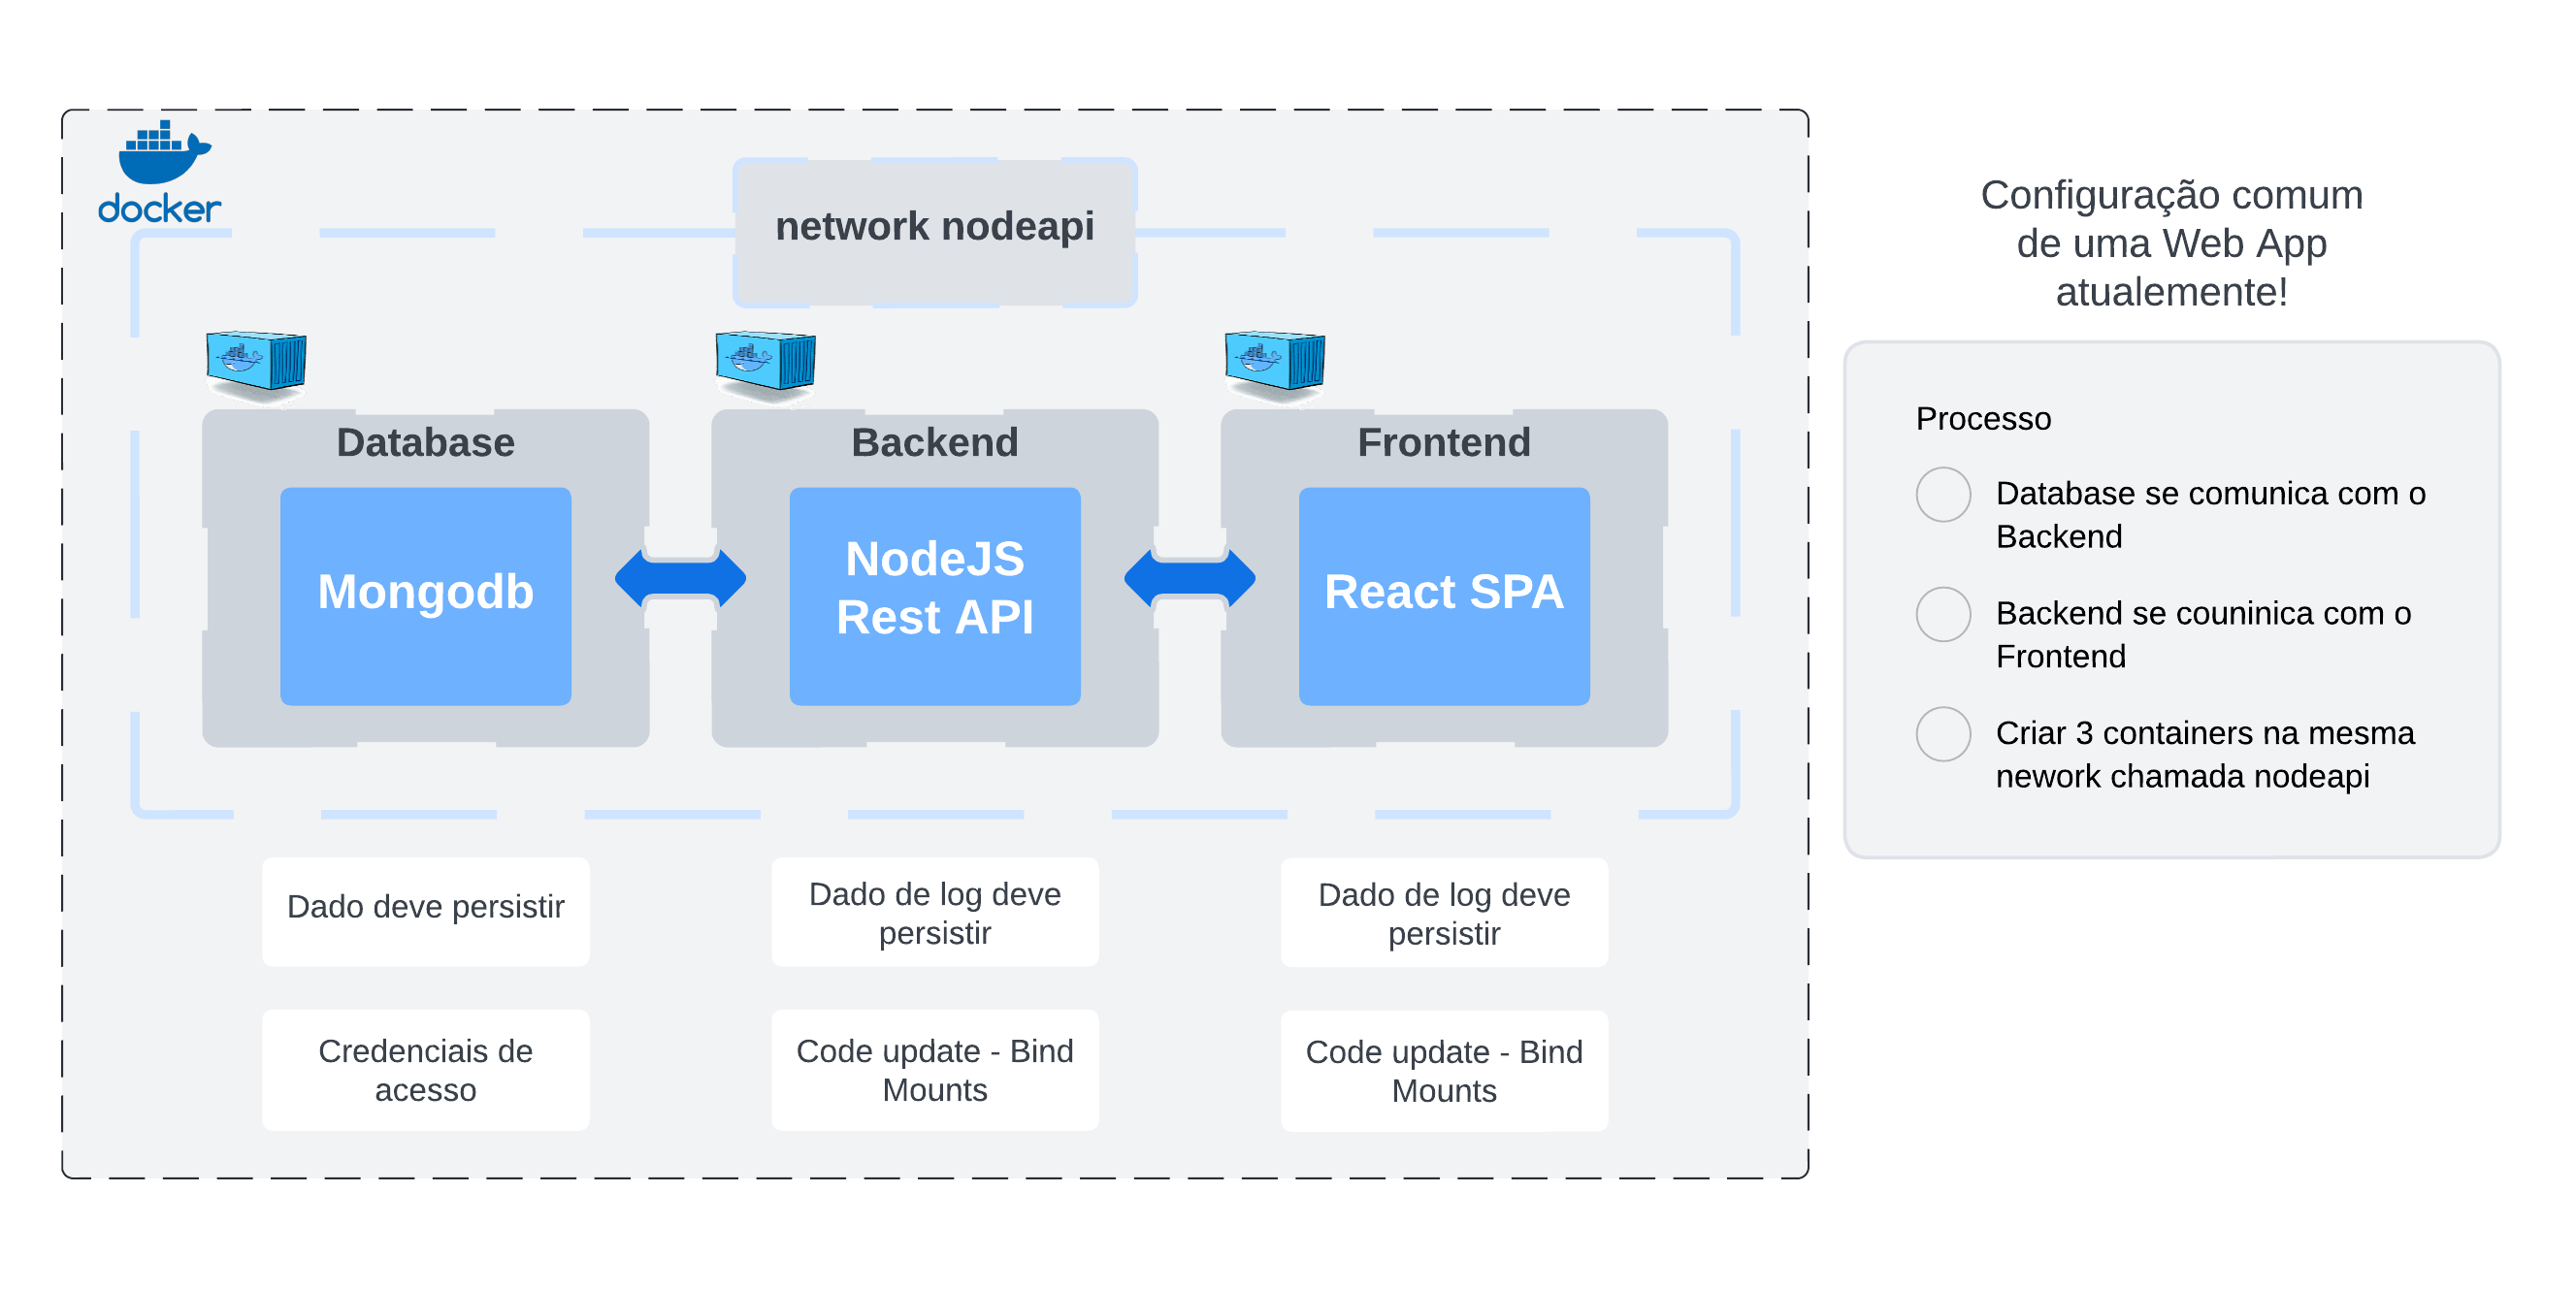 docker
network nodeapi
Database
Mongodb
Backend
NodeJS
Rest API
Frontend
React SPA
Dado deve persistir
Dado de log deve
persistir
Dado de log deve
persistir
Credenciais de
acesso
Code update - Bind
Mounts
Code update - Bind
Mounts
Configuração comum
de uma Web App
atualemente!
Processo
Database se comunica com o
Backend
Backend se couninica com o
Frontend
Criar 3 containers na mesma
nework chamada nodeapi